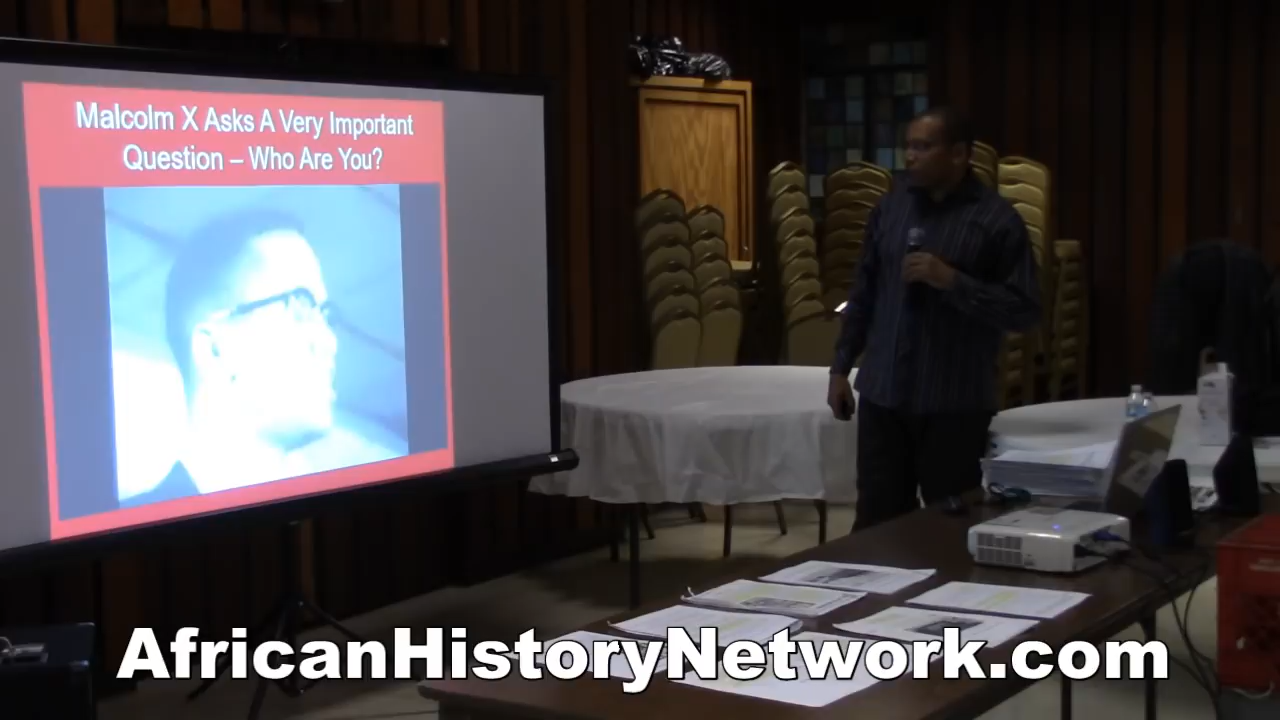 Malcolm X Asks A Very Important
Question – Who Are You?
AfricanHistoryNetwork.com